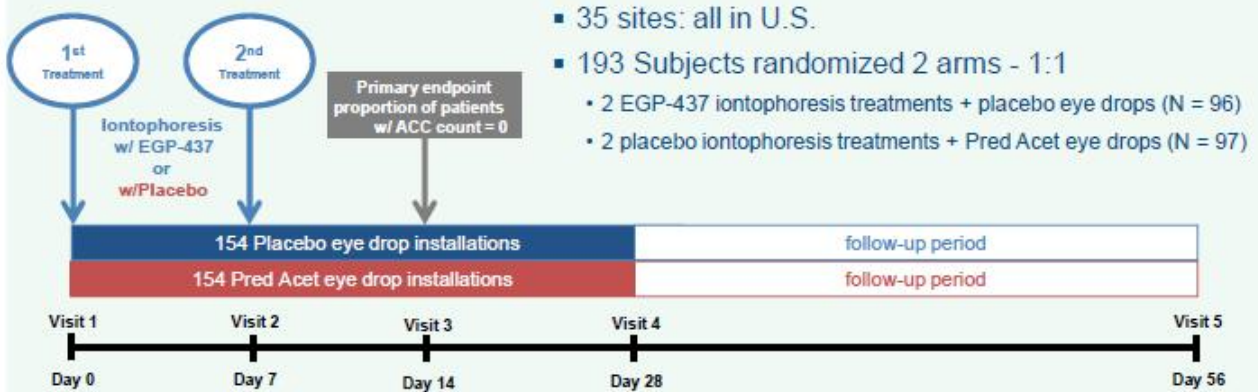 ▪ 35 sites: all in U.S.
▪ 193 Subjects randomized 2 arms - 1:1
• 2 EGP-437 iontophoresis treatments + placebo eye drops (N = 96)
• 2 placebo iontophoresis treatments + Pred Acet eye drops (N = 97)
1st
Treatment
2nd
Treatment
Iontophoresis
w/ EGP-437
or
w/Placebo
Primary endpoint
proportion of patients
w/ ACC count = 0
154 Placebo eye drop installations
follow-up period
154 Pred Acet eye drop installations
follow-up period
Visit 1
Visit 2
Visit 3
Visit 4
Visit 5
Day 0
Day 7
Day 14
Day 28
Day 56